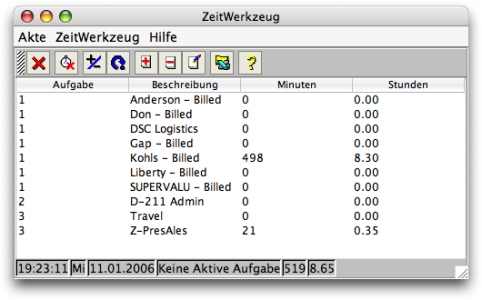 ZeitWerkzeug
Akte ZeitWerkzeug Hilfe
Aufgabe Beschreibung Minuten Stunden
1 Anderson - Billed 0 0.00
1 Don - Billed 0 0.00
1 DSC Logistics 0 0.00
1 Gap - Billed 0 0.00
1 Kohls - Billed 498 8.30
1 Liberty - Billed 0 0.00
1 SUPERVALU - Billed 0 0.00
2 D-211 Admin 0 0.00
3 Travel 0 0.00
3 Z-PresAles 21 0.35
19:23:11 Mi 11.01.2006 Keine Aktive Aufgabe 519 8.65